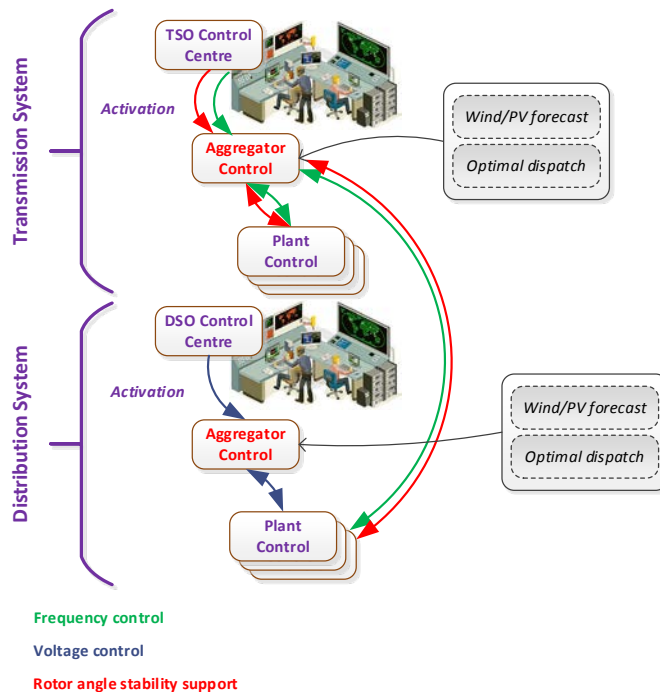 Transmission System
TSO Control
Centre
Activation
Aggregator
Control
Plant
Control
Wind/PV forecast
Optimal dispatch
Distribution System
DSO Control
Centre
Activation
Aggregator
Control
Plant
Control
Wind/PV forecast
Optimal dispatch
Frequency control
Voltage control
Rotor angle stability support